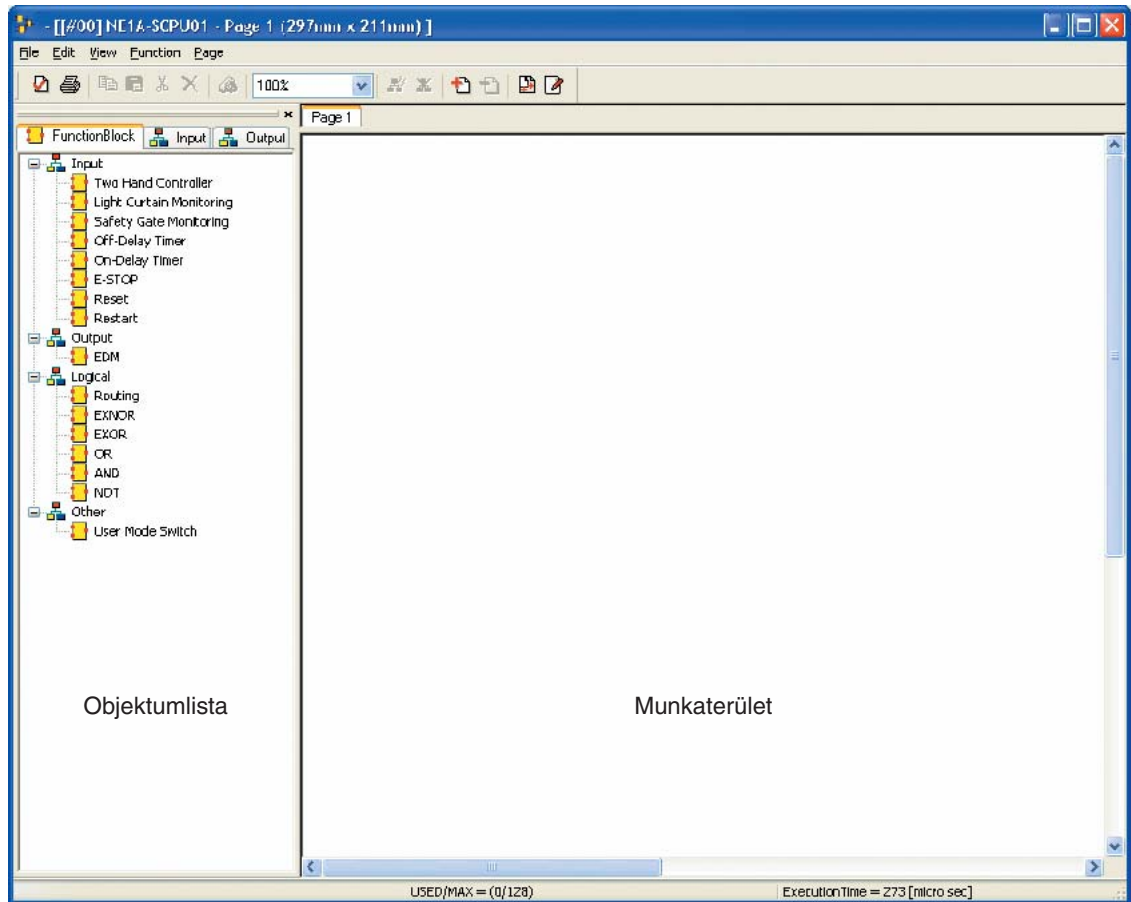 - [[#00] NE1A-SCPU01 - Page 1 (297mm x 211mm) ]
File Edit View Function Page
100%
Page 1
FunctionBlock Input Output
Input
Two Hand Controller
Light Curtain Monitoring
Safety Gate Monitoring
Off-Delay Timer
On-Delay Timer
E-STOP
Reset
Restart
Output
EDM
Logical
Routing
EXNOR
EXOR
OR
AND
NOT
Other
User Mode Switch
Objektumlista
Munkaterület
USED/MAX = (0/128) ExecutionTime = 273 [micro sec]